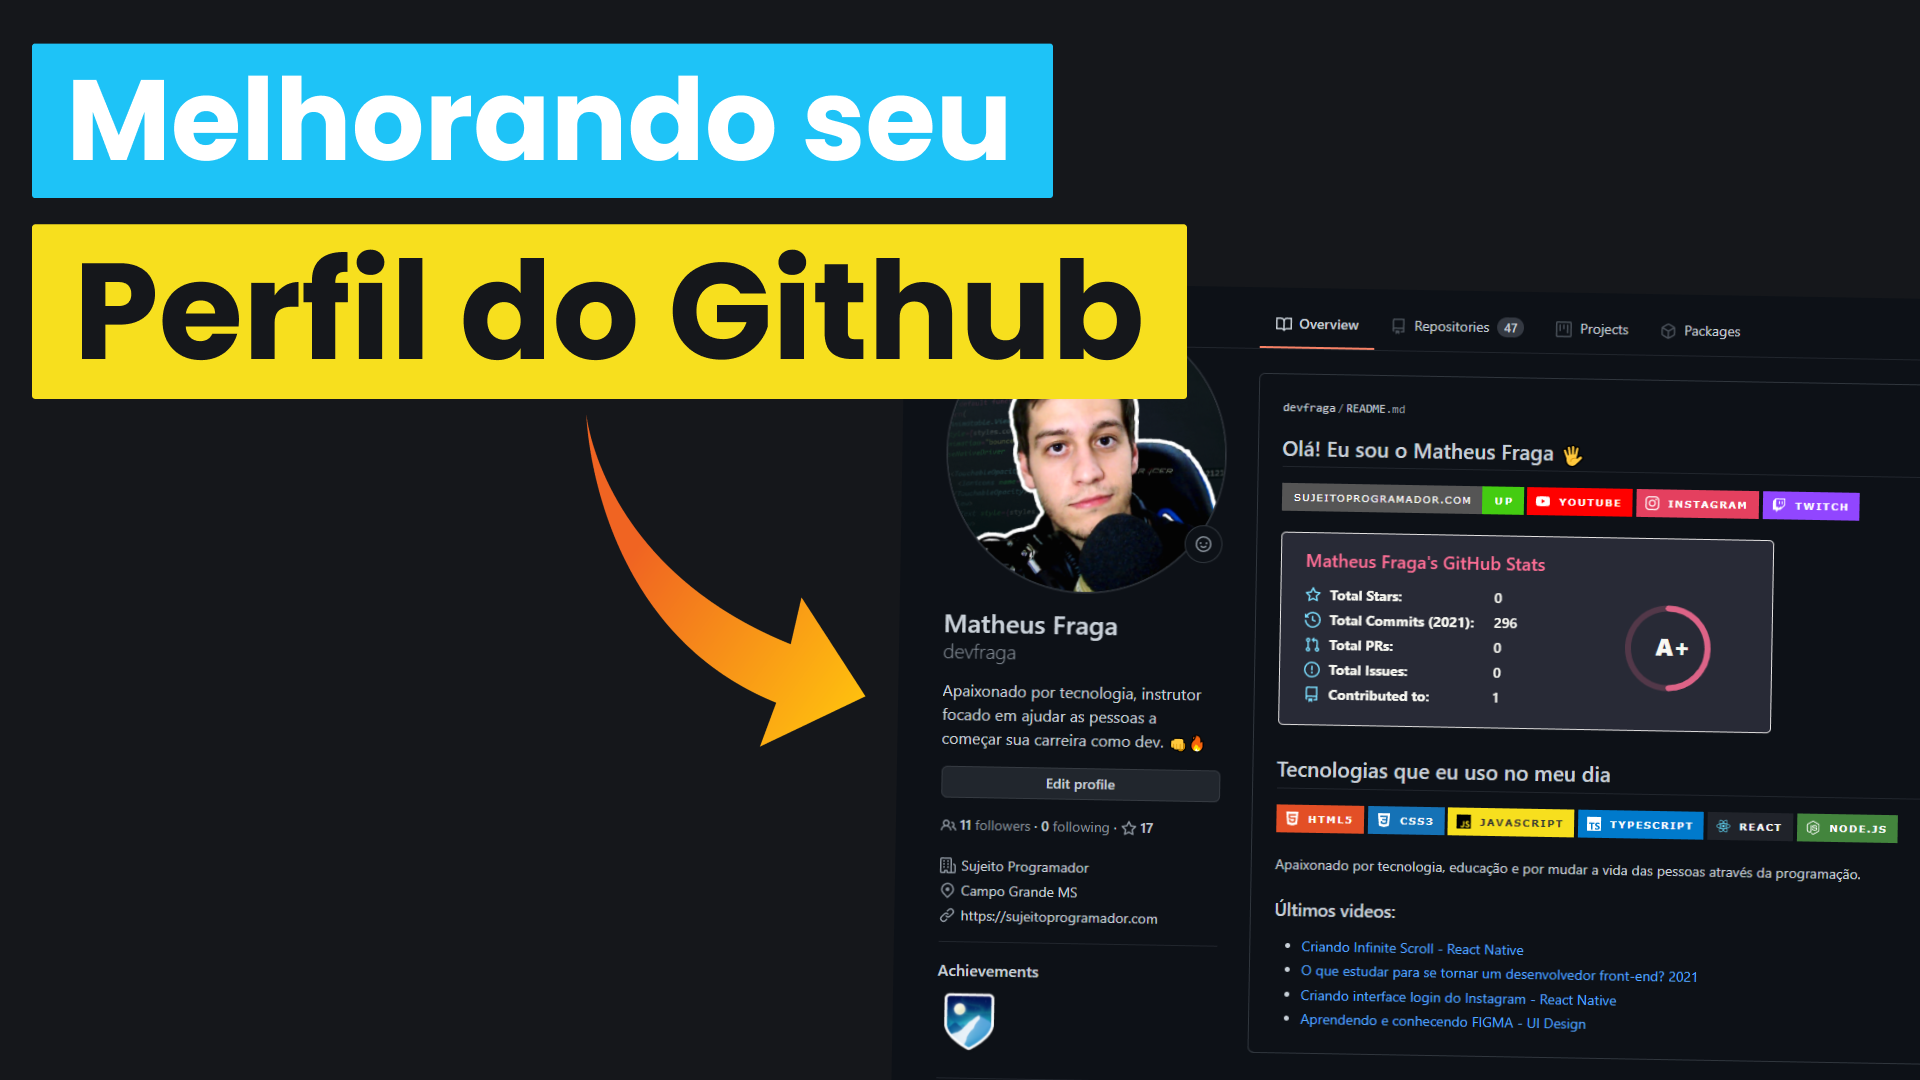 Melhorando seu
Perfil do Github
Overview Repositories 47 Projects Packages
devfraga/README.md
Olá! Eu sou o Matheus Fraga
SUJEITOPROGRAMADOR.COM UP YOUTUBE INSTAGRAM TWITCH
Matheus Fraga's GitHub Stats
Total Stars: 0
Total Commits (2021): 296
Total PRs: 0
Total Issues: 0
Contributed to: 1
A+
Matheus Fraga
devfraga
Apaixonado por tecnologia, instrutor
focado em ajudar as pessoas a
começar sua carreira como dev.
Edit profile
11 followers · 0 following · 17
Sujeito Programador
Campo Grande MS
https://sujeitoprogramador.com
Achievements
Tecnologias que eu uso no meu dia
HTML5 CSS3 JS JAVASCRIPT TS TYPESCRIPT REACT NODE.JS
Apaixonado por tecnologia, educação e por mudar a vida das pessoas através da programação.
Últimos videos:
Criando Infinite Scroll - React Native
O que estudar para se tornar um desenvolvedor front-end? 2021
Criando interface login do Instagram - React Native
Aprendendo e conhecendo FIGMA - UI Design